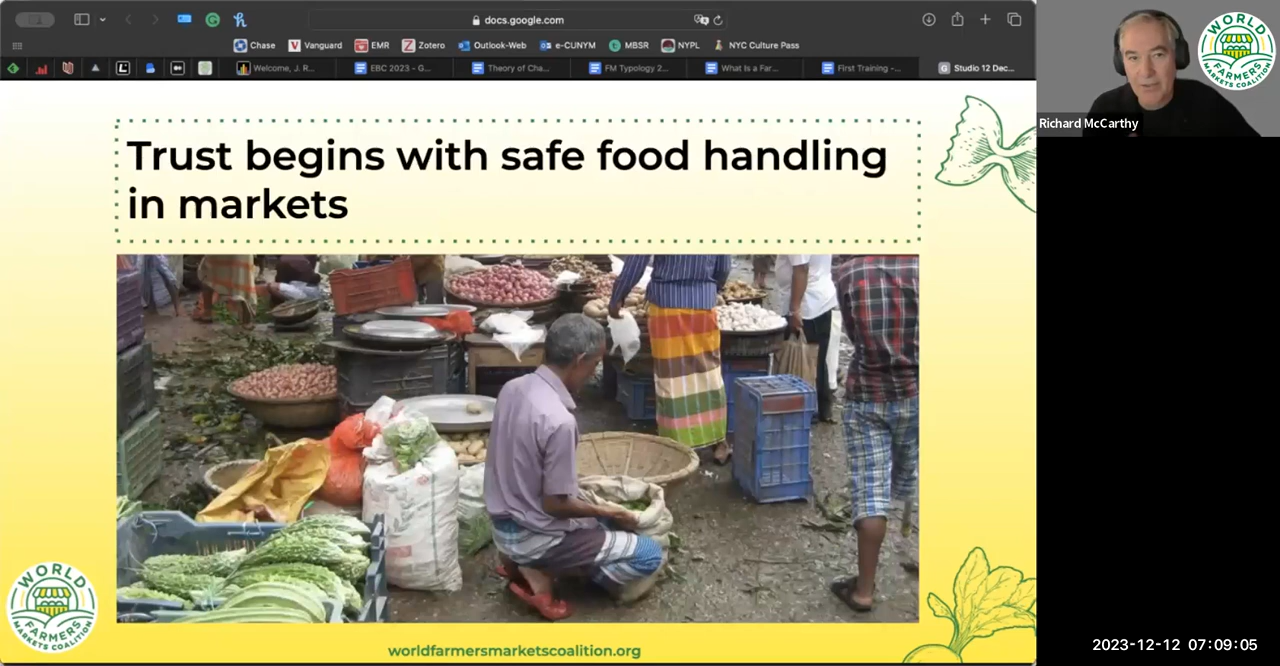 docs.google.com
Chase
Vanguard
EMR
Zotero
Outlook-Web
e-CUNYM
MBSR
NYPL
NYC Culture Pass
Welcome, J. R...
EBC 2023 - G...
Theory of Cha...
FM Typology 2...
What Is a Far...
First Training -...
Studio 12 Dec...
Trust begins with safe food handling
in markets
WORLD
FARMERS
MARKETS COALITION
worldfarmersmarketscoalition.org
WORLD
FARMERS
MARKETS COALITION
Richard McCarthy
2023-12-12 07:09:05